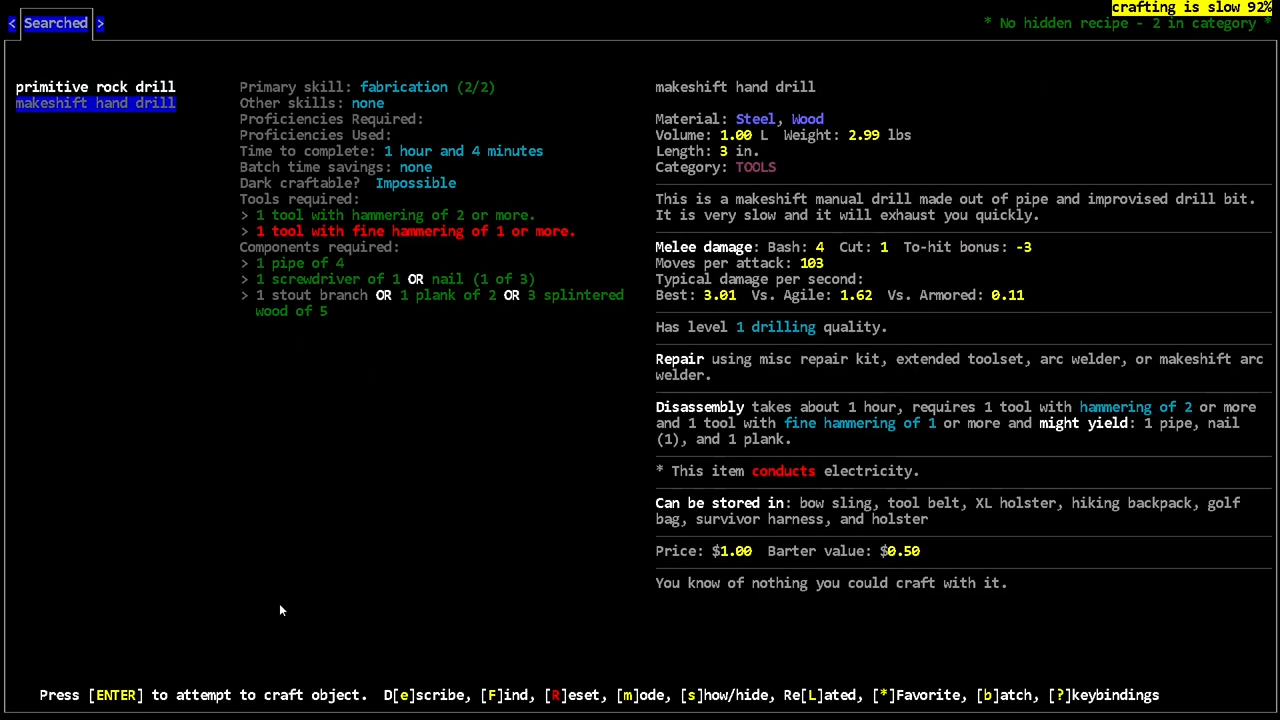 crafting is slow 92%
< Searched >
* No hidden recipe - 2 in category *
primitive rock drill
makeshift hand drill
Primary skill: fabrication (2/2)
Other skills: none
Proficiencies Required:
Proficiencies Used:
Time to complete: 1 hour and 4 minutes
Batch time savings: none
Dark craftable? Impossible
Tools required:
> 1 tool with hammering of 2 or more.
> 1 tool with fine hammering of 1 or more.
Components required:
> 1 pipe of 4
> 1 screwdriver of 1 OR nail (1 of 3)
> 1 stout branch OR 1 plank of 2 OR 3 splintered
wood of 5
makeshift hand drill
Material: Steel, Wood
Volume: 1.00 L Weight: 2.99 lbs
Length: 3 in.
Category: TOOLS
This is a makeshift manual drill made out of pipe and improvised drill bit.
It is very slow and it will exhaust you quickly.
Melee damage: Bash: 4 Cut: 1 To-hit bonus: -3
Moves per attack: 103
Typical damage per second:
Best: 3.01 Vs. Agile: 1.62 Vs. Armored: 0.11
Has level 1 drilling quality.
Repair using misc repair kit, extended toolset, arc welder, or makeshift arc
welder.
Disassembly takes about 1 hour, requires 1 tool with hammering of 2 or more
and 1 tool with fine hammering of 1 or more and might yield: 1 pipe, nail
(1), and 1 plank.
* This item conducts electricity.
Can be stored in: bow sling, tool belt, XL holster, hiking backpack, golf
bag, survivor harness, and holster
Price: $1.00 Barter value: $0.50
You know of nothing you could craft with it.
Press [ENTER] to attempt to craft object. D[e]scribe, [F]ind, [R]eset, [m]ode, [s]how/hide, Re[L]ated, [*]Favorite, [b]atch, [?]keybindings